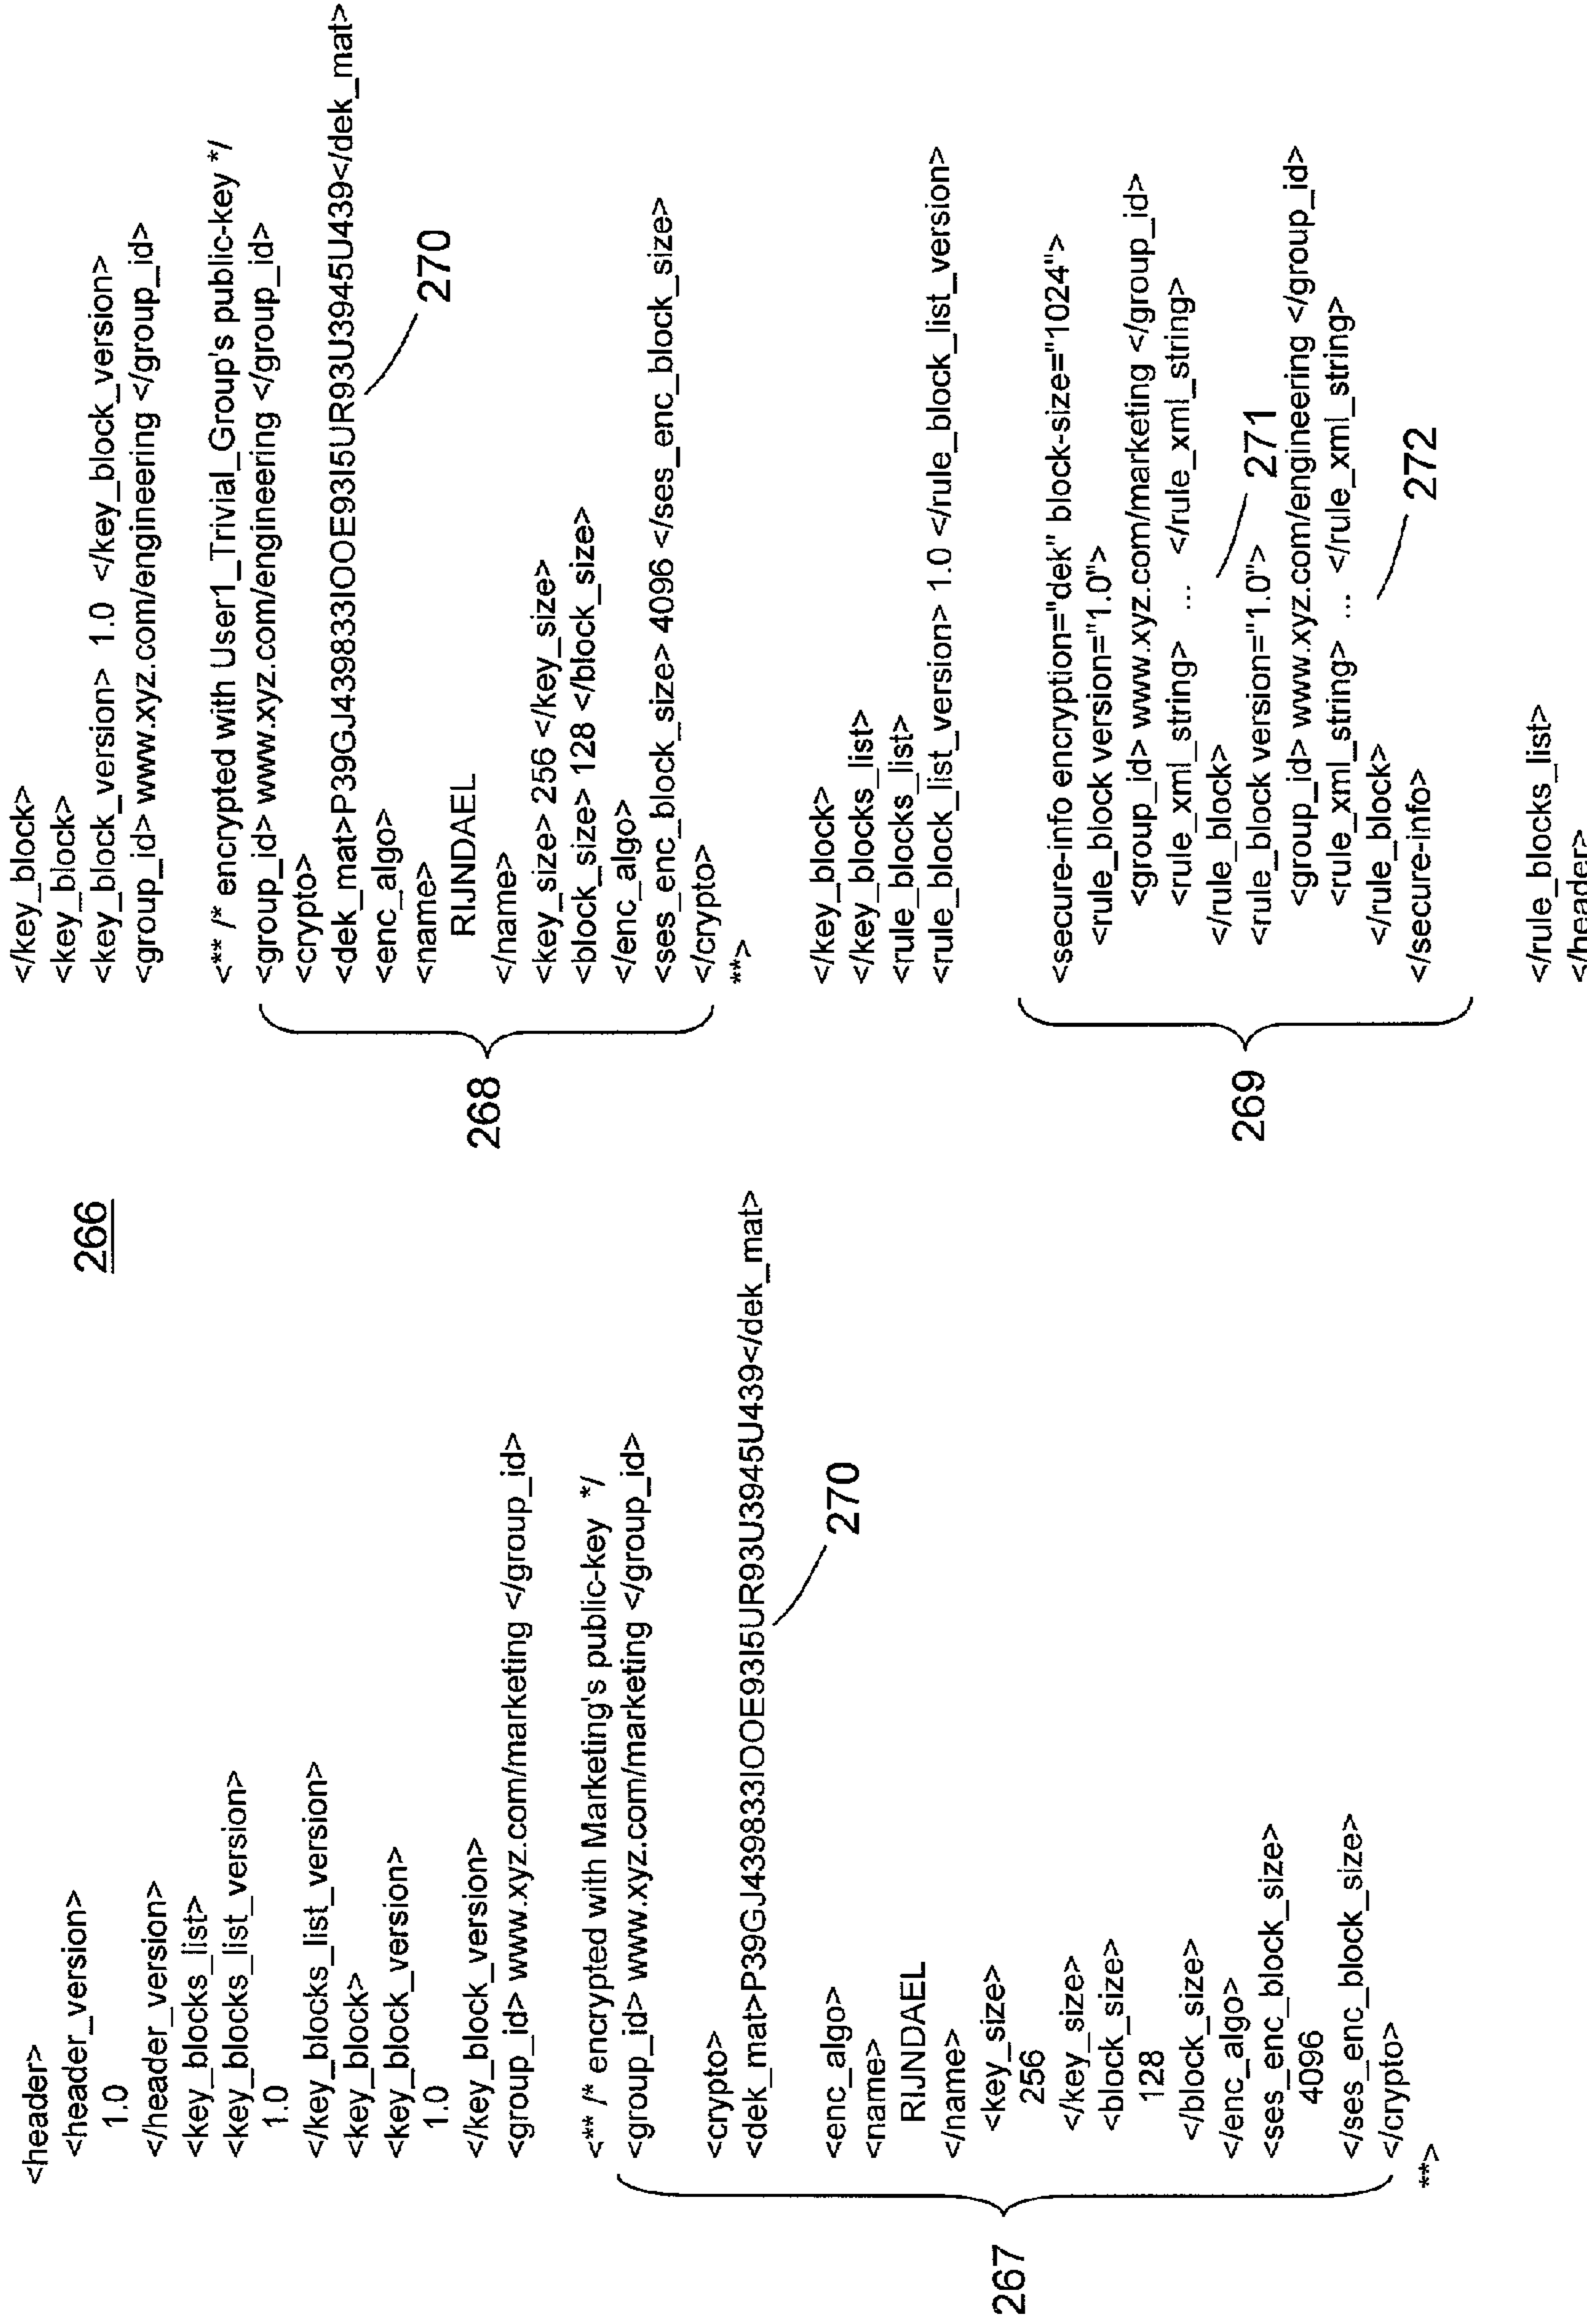 266
<header>
<header_version>
1.0
</header_version>
<key_blocks_list>
<key_blocks_list_version>
1.0
</key_blocks_list_version>
<key_block>
<key_block_version>
1.0
</key_block_version>
<group_id> www.xyz.com/marketing </group_id>
<** /* encrypted with Marketing's public-key */
<group_id> www.xyz.com/marketing </group_id>
<crypto>
<dek_mat>P39GJ439833IOOE93I5UR93U3945U439</dek_mat>
270
<enc_algo>
<name>
RIJNDAEL
</name>
<key_size>
256
</key_size>
<block_size>
128
</block_size>
</enc_algo>
<ses_enc_block_size>
4096
</ses_enc_block_size>
</crypto>
**>
267
</key_block>
<key_block>
<key_block_version> 1.0 </key_block_version>
<group_id> www.xyz.com/engineering </group_id>
<** /* encrypted with User1_Trivial_Group's public-key */
<group_id> www.xyz.com/engineering </group_id>
<crypto>
<dek_mat>P39GJ439833IOOE93I5UR93U3945U439</dek_mat>
<enc_algo>
270
<name>
RIJNDAEL
</name>
<key_size> 256 </key_size>
<block_size> 128 </block_size>
</enc_algo>
<ses_enc_block_size> 4096 </ses_enc_block_size>
</crypto>
**>
268
</key_block>
</key_blocks_list>
<rule_blocks_list>
<rule_block_list_version> 1.0 </rule_block_list_version>
<secure-info encryption="dek" block-size="1024">
<rule_block version="1.0">
<group_id> www.xyz.com/marketing </group_id>
<rule_xml_string> ... </rule_xml_string>
</rule_block>
271
<rule_block version="1.0">
<group_id> www.xyz.com/engineering </group_id>
<rule_xml_string> ... </rule_xml_string>
</rule_block>
272
</secure-info>
269
</rule_blocks_list>
</header>